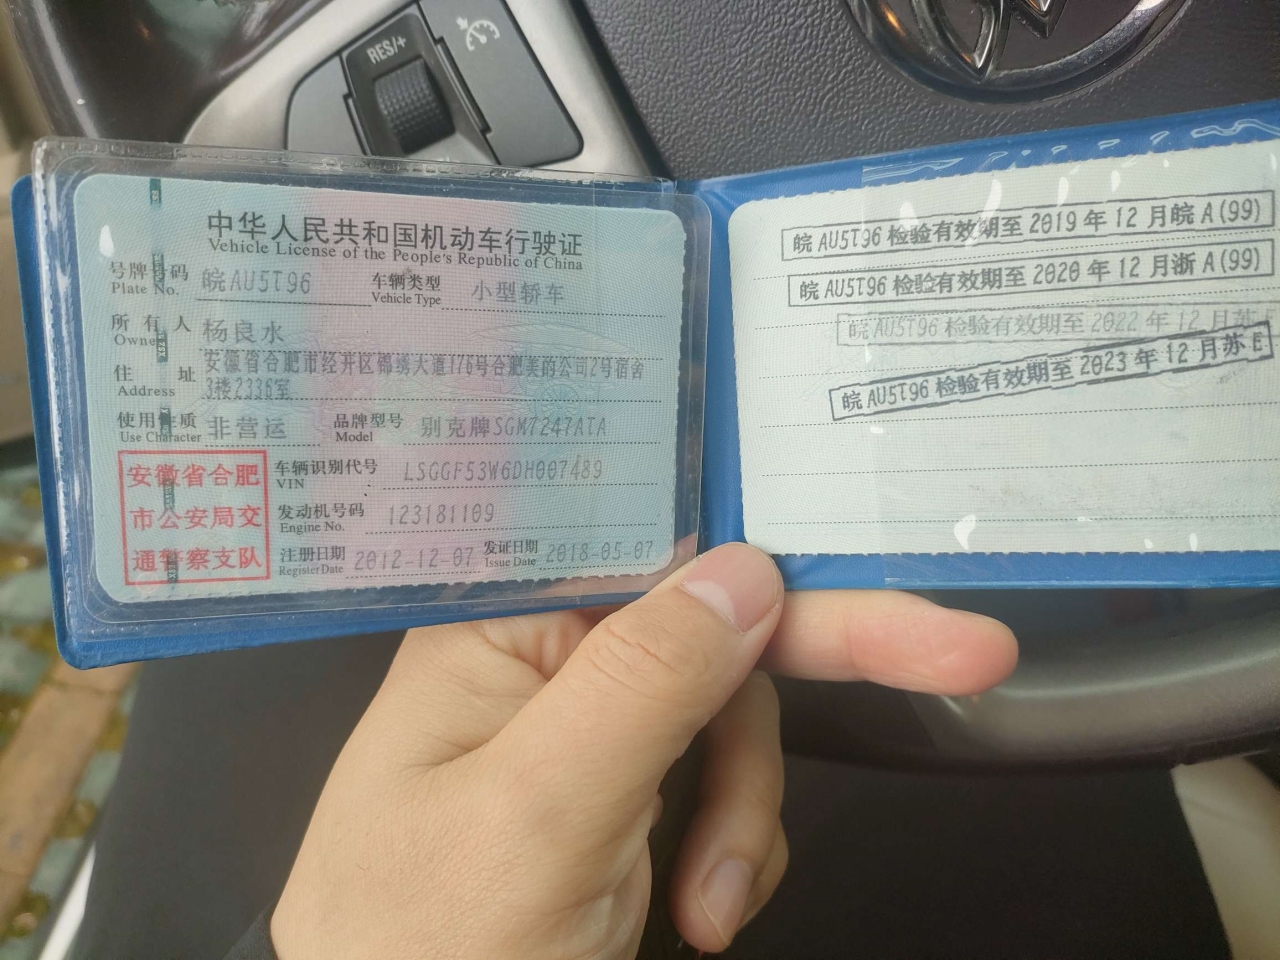 RES/+
中华人民共和国机动车行驶证
Vehicle License of the People's Republic of China
号牌号码 皖AU5T96 车辆类型 小型轿车
Plate No. Vehicle Type
所有人 杨良水
Owner
住址 安徽省合肥市经开区锦绣大道176号合肥美的公司2号宿舍
Address 3楼2336室
使用性质 非营运 品牌型号 别克牌SGM7247ATA
Use Character Model
安徽省合肥
市公安局交
通警察支队
车辆识别代号 LSGGF53W6DH007489
VIN
发动机号码 123181109
Engine No.
注册日期 2012-12-07 发证日期 2018-05-07
Register Date Issue Date
皖AU5T96 检验有效期至 2019 年 12 月皖 A(99)
皖AU5T96 检验有效期至 2020 年 12 月浙 A(99)
皖AU5T96 检验有效期至 2022 年 12 月苏 E
皖AU5T96 检验有效期至 2023 年 12 月苏 E